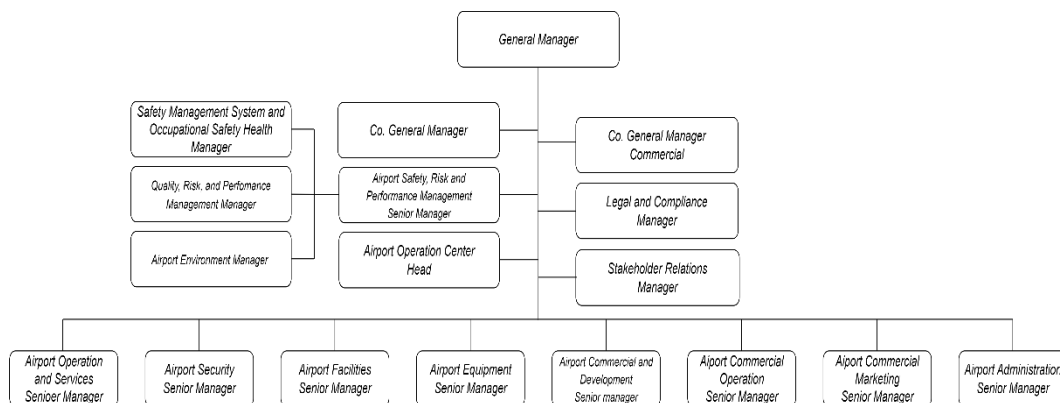 General Manager
Safety Management System and
Occupational Safety Health
Manager
Co. General Manager
Co. General Manager
Commercial
Quality, Risk, and Perfomance
Management Manager
Airport Safety, Risk and
Performance Management
Senior Manager
Legal and Compliance
Manager
Airport Environment Manager
Airport Operation Center
Head
Stakeholder Relations
Manager
Airport Operation
and Services
Senioer Manager
Airport Security
Senior Manager
Airport Facilities
Senior Manager
Airport Equipment
Senior Manager
Airport Commercial and
Development
Senior manager
Aiport Commercial
Operation
Senior Manager
Aiport Commercial
Marketing
Senior Manager
Airport Administration
Senior Manager